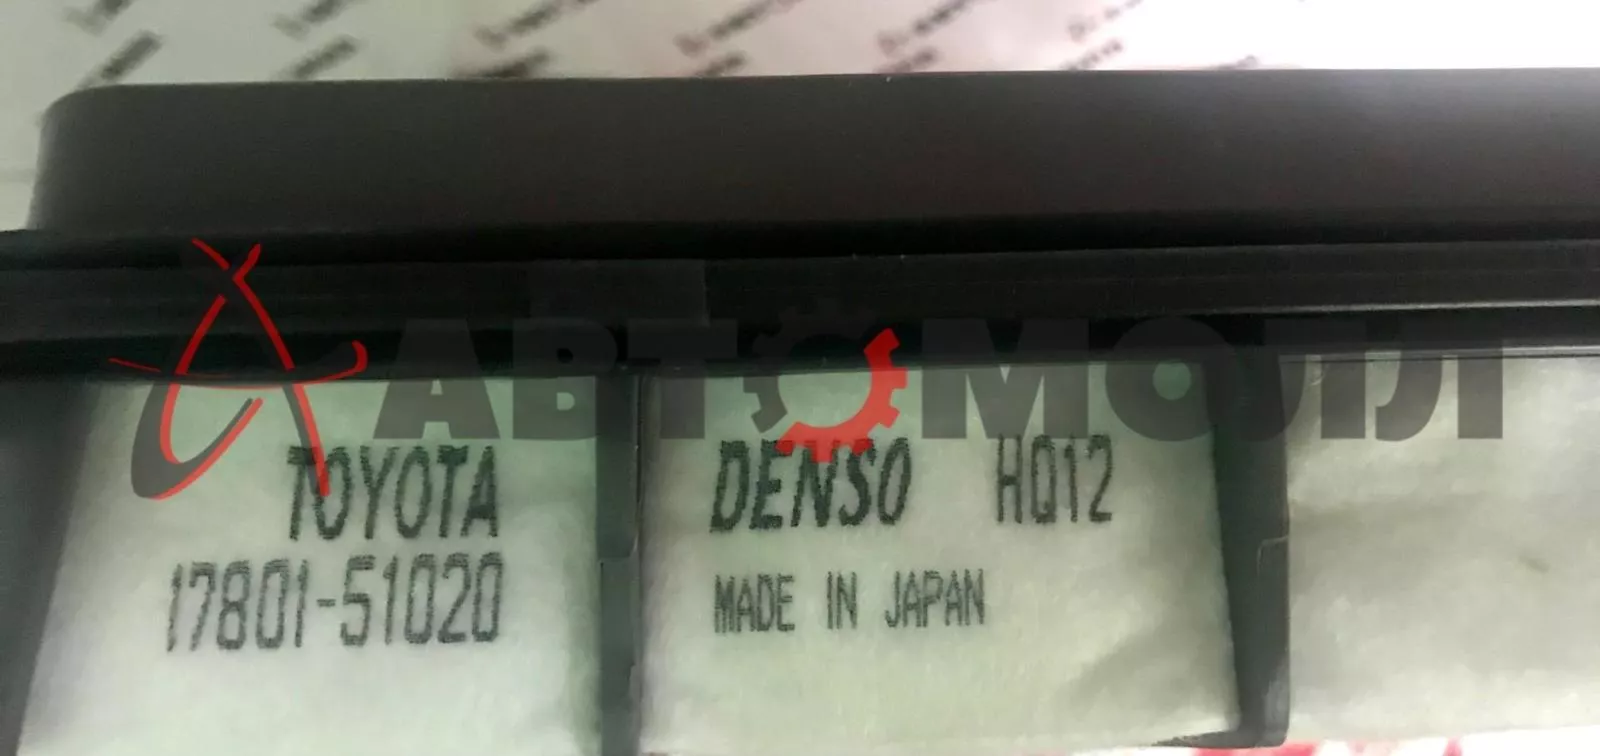 АВТОМОЛЛ
TOYOTA
DENSO HQ12
17801-51020
MADE IN JAPAN